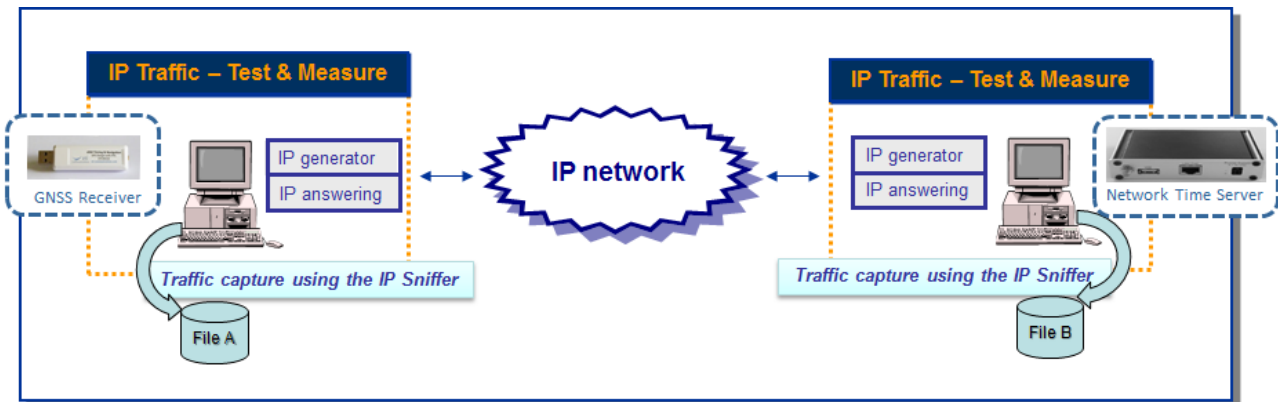 IP Traffic – Test & Measure
GNSS Receiver
IP generator
IP answering
Traffic capture using the IP Sniffer
File A
IP network
IP Traffic – Test & Measure
IP generator
IP answering
Network Time Server
Traffic capture using the IP Sniffer
File B